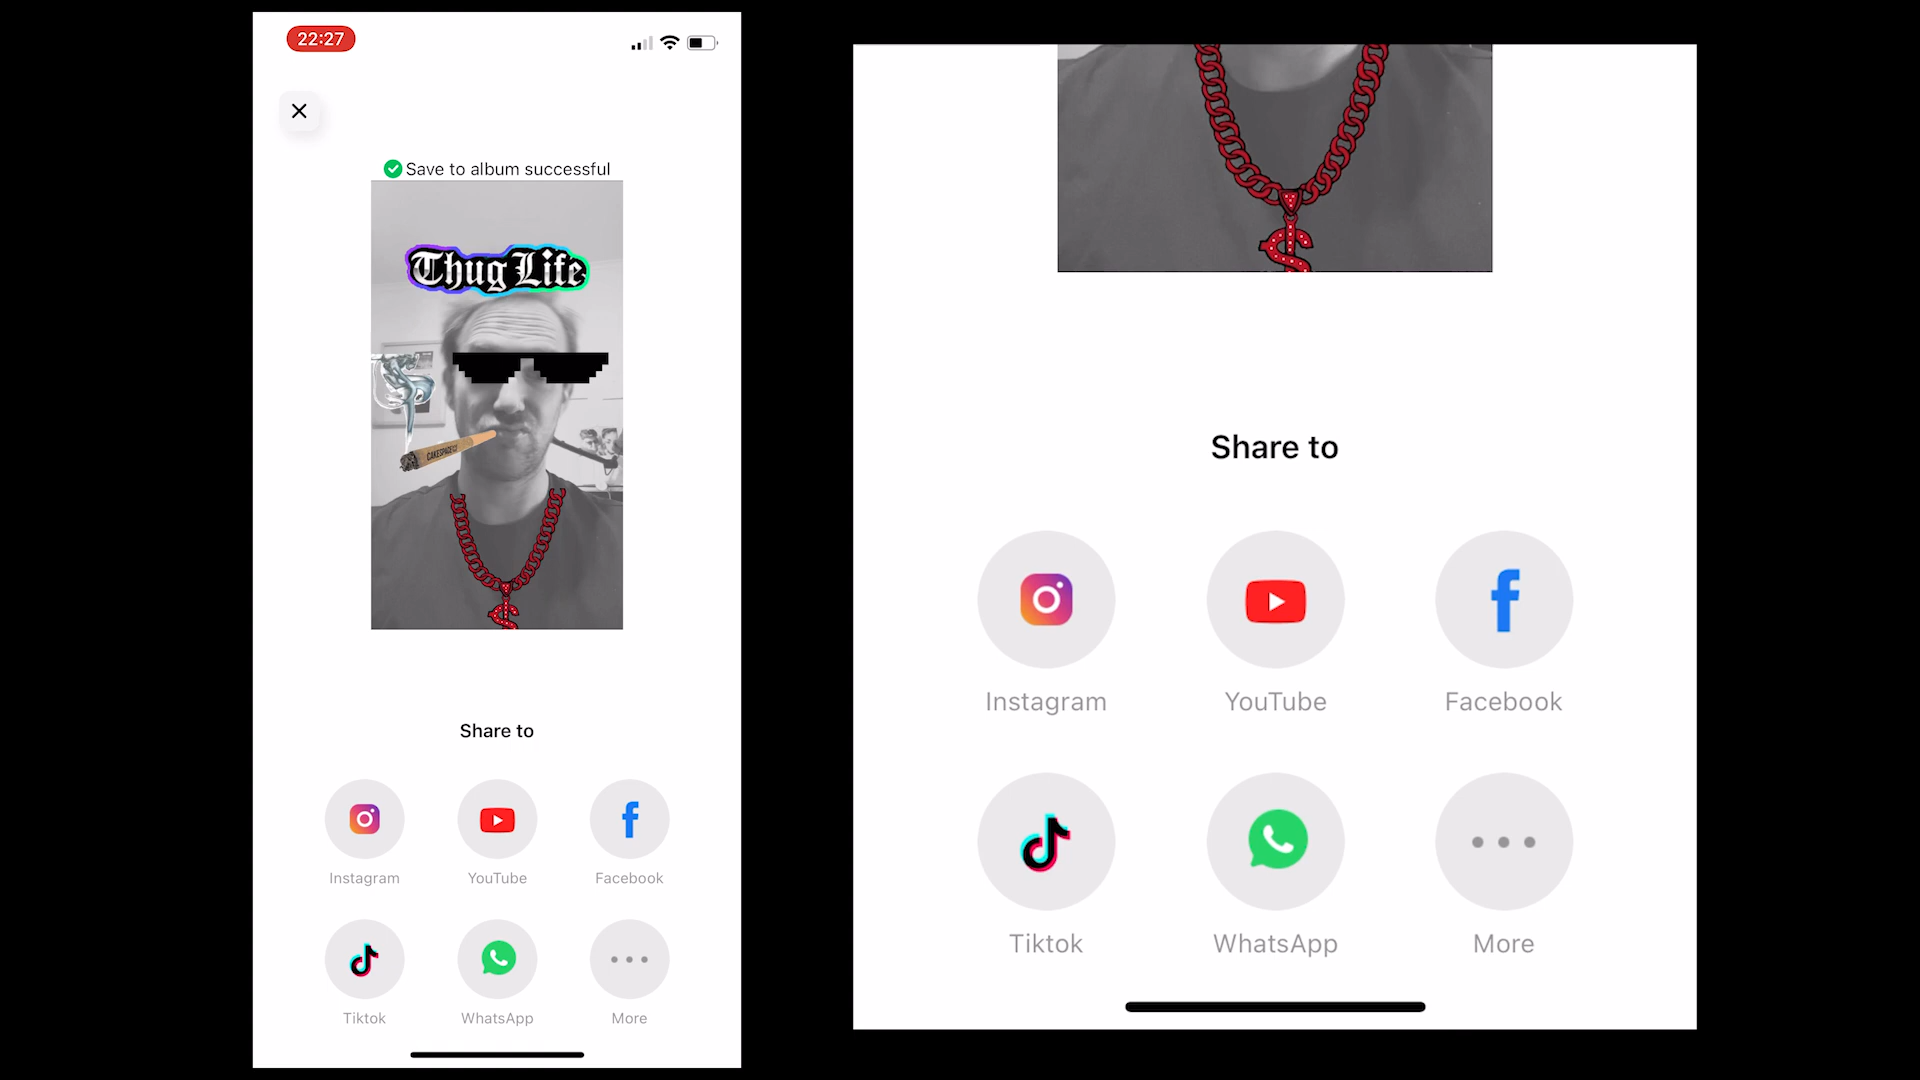 22:27
Save to album successful
Thug Life
CAKESPACECT
Share to
Instagram YouTube Facebook
Tiktok WhatsApp More
Share to
Instagram YouTube Facebook
Tiktok WhatsApp More